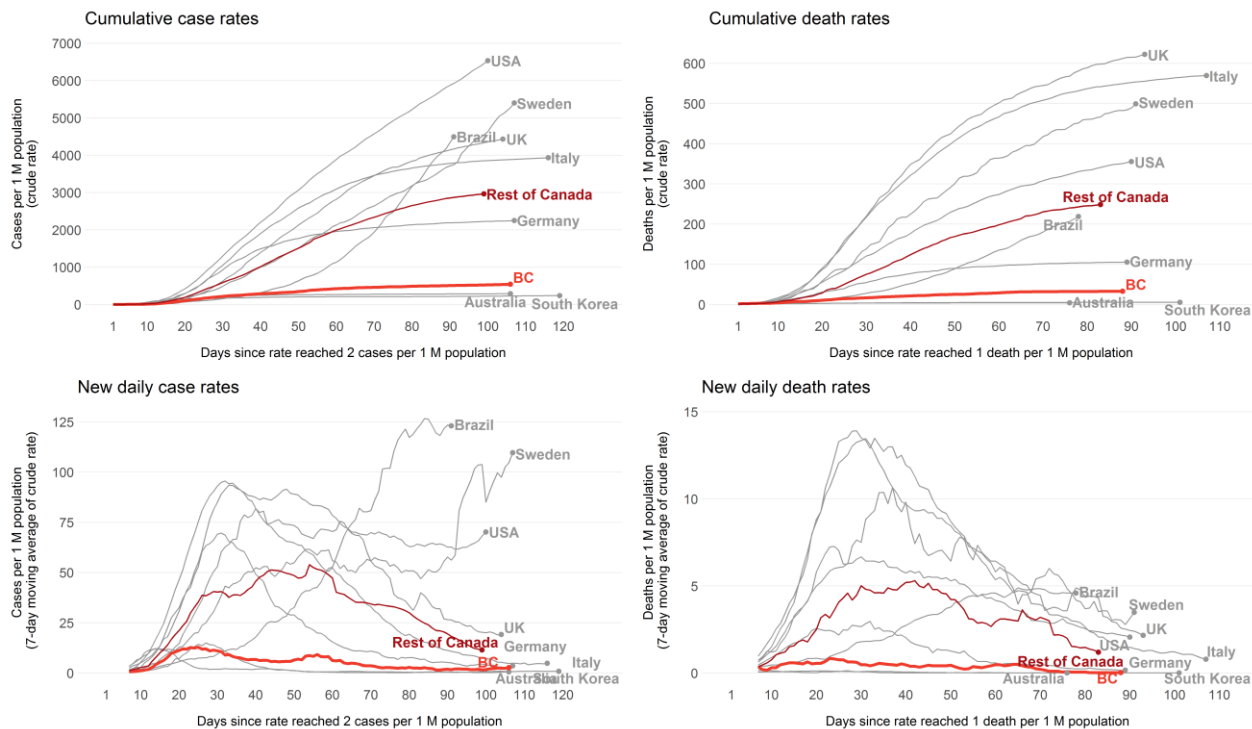 Cumulative case rates
Cases per 1 M population
(crude rate)
7000
6000
5000
4000
3000
2000
1000
0
USA
Sweden
Brazil
UK
Italy
Rest of Canada
Germany
BC
Australia
South Korea
1 10 20 30 40 50 60 70 80 90 100 110 120
Days since rate reached 2 cases per 1 M population
Cumulative death rates
Deaths per 1 M population
(crude rate)
600
500
400
300
200
100
0
UK
Italy
Sweden
USA
Rest of Canada
Brazil
Germany
BC
Australia
South Korea
1 10 20 30 40 50 60 70 80 90 100 110
Days since rate reached 1 death per 1 M population
New daily case rates
Cases per 1 M population
(7-day moving average of crude rate)
125
100
75
50
25
0
Brazil
Sweden
USA
UK
Rest of Canada
Germany
BC
Italy
Australia
South Korea
1 10 20 30 40 50 60 70 80 90 100 110 120
Days since rate reached 2 cases per 1 M population
New daily death rates
Deaths per 1 M population
(7-day moving average of crude rate)
15
10
5
0
Brazil
Sweden
UK
USA
Italy
Rest of Canada
Germany
Australia
BC
South Korea
1 10 20 30 40 50 60 70 80 90 100 110
Days since rate reached 1 death per 1 M population